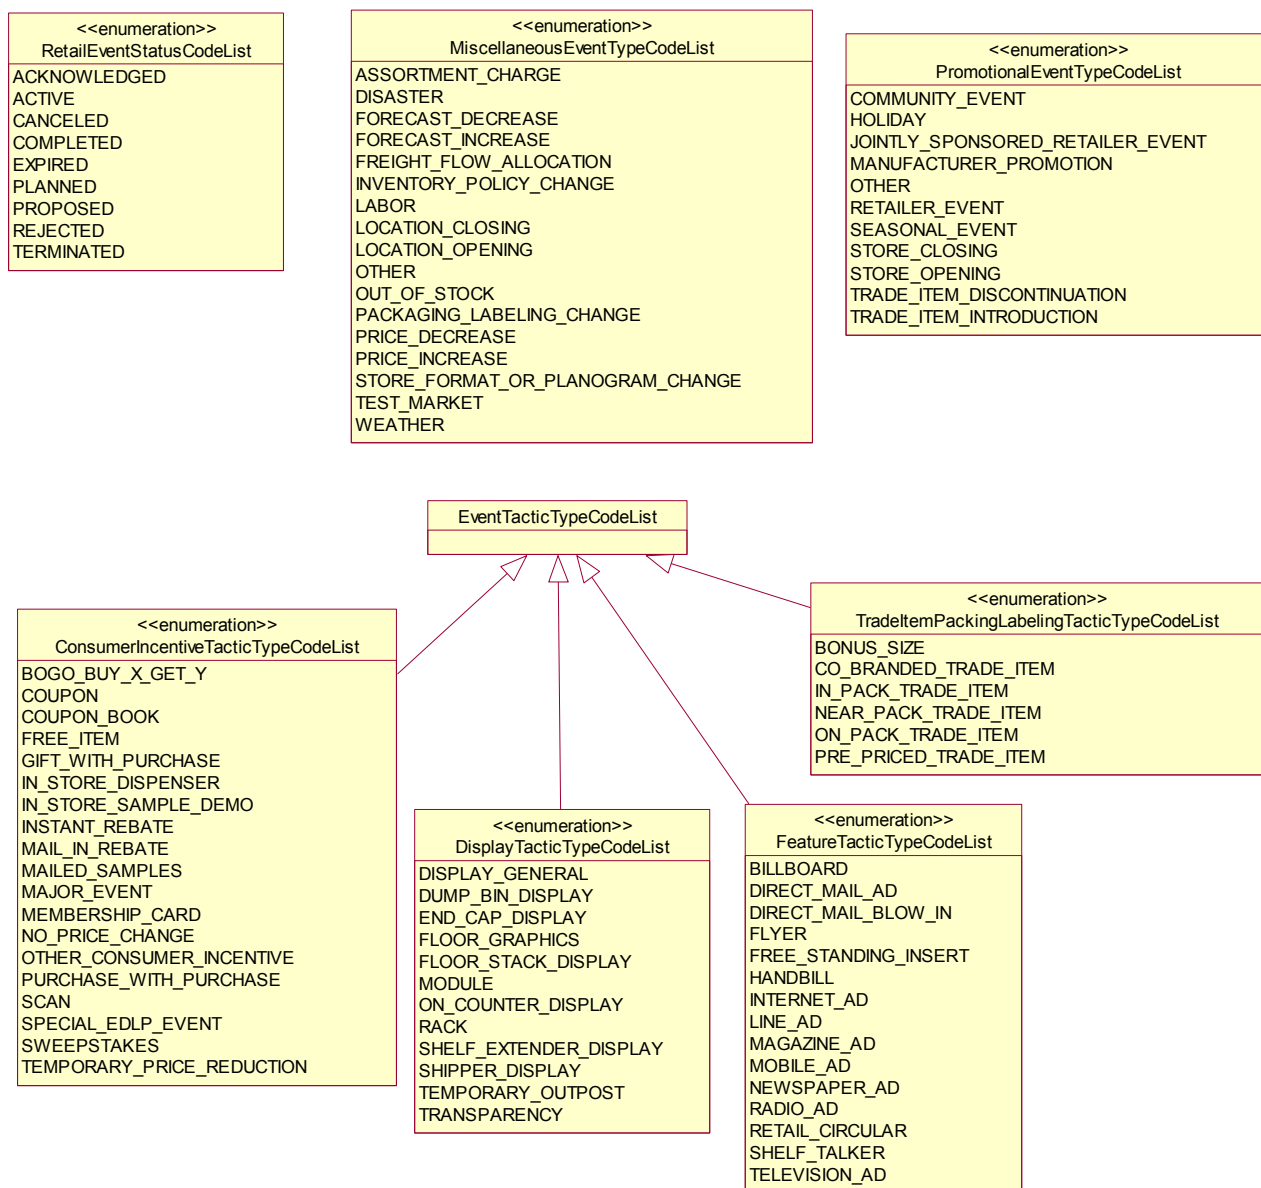 <<enumeration>>
RetailEventStatusCodeList
ACKNOWLEDGED
ACTIVE
CANCELED
COMPLETED
EXPIRED
PLANNED
PROPOSED
REJECTED
TERMINATED
<<enumeration>>
MiscellaneousEventTypeCodeList
ASSORTMENT_CHARGE
DISASTER
FORECAST_DECREASE
FORECAST_INCREASE
FREIGHT_FLOW_ALLOCATION
INVENTORY_POLICY_CHANGE
LABOR
LOCATION_CLOSING
LOCATION_OPENING
OTHER
OUT_OF_STOCK
PACKAGING_LABELING_CHANGE
PRICE_DECREASE
PRICE_INCREASE
STORE_FORMAT_OR_PLANOGRAM_CHANGE
TEST_MARKET
WEATHER
<<enumeration>>
PromotionalEventTypeCodeList
COMMUNITY_EVENT
HOLIDAY
JOINTLY_SPONSORED_RETAILER_EVENT
MANUFACTURER_PROMOTION
OTHER
RETAILER_EVENT
SEASONAL_EVENT
STORE_CLOSING
STORE_OPENING
TRADE_ITEM_DISCONTINUATION
TRADE_ITEM_INTRODUCTION
EventTacticTypeCodeList
<<enumeration>>
ConsumerIncentiveTacticTypeCodeList
BOGO_BUY_X_GET_Y
COUPON
COUPON_BOOK
FREE_ITEM
GIFT_WITH_PURCHASE
IN_STORE_DISPENSER
IN_STORE_SAMPLE_DEMO
INSTANT_REBATE
MAIL_IN_REBATE
MAILED_SAMPLES
MAJOR_EVENT
MEMBERSHIP_CARD
NO_PRICE_CHANGE
OTHER_CONSUMER_INCENTIVE
PURCHASE_WITH_PURCHASE
SCAN
SPECIAL_EDLP_EVENT
SWEEPSTAKES
TEMPORARY_PRICE_REDUCTION
<<enumeration>>
DisplayTacticTypeCodeList
DISPLAY_GENERAL
DUMP_BIN_DISPLAY
END_CAP_DISPLAY
FLOOR_GRAPHICS
FLOOR_STACK_DISPLAY
MODULE
ON_COUNTER_DISPLAY
RACK
SHELF_EXTENDER_DISPLAY
SHIPPER_DISPLAY
TEMPORARY_OUTPOST
TRANSPARENCY
<<enumeration>>
FeatureTacticTypeCodeList
BILLBOARD
DIRECT_MAIL_AD
DIRECT_MAIL_BLOW_IN
FLYER
FREE_STANDING_INSERT
HANDBILL
INTERNET_AD
LINE_AD
MAGAZINE_AD
MOBILE_AD
NEWSPAPER_AD
RADIO_AD
RETAIL_CIRCULAR
SHELF_TALKER
TELEVISION_AD
<<enumeration>>
TradeItemPackingLabelingTacticTypeCodeList
BONUS_SIZE
CO_BRANDED_TRADE_ITEM
IN_PACK_TRADE_ITEM
NEAR_PACK_TRADE_ITEM
ON_PACK_TRADE_ITEM
PRE_PRICED_TRADE_ITEM